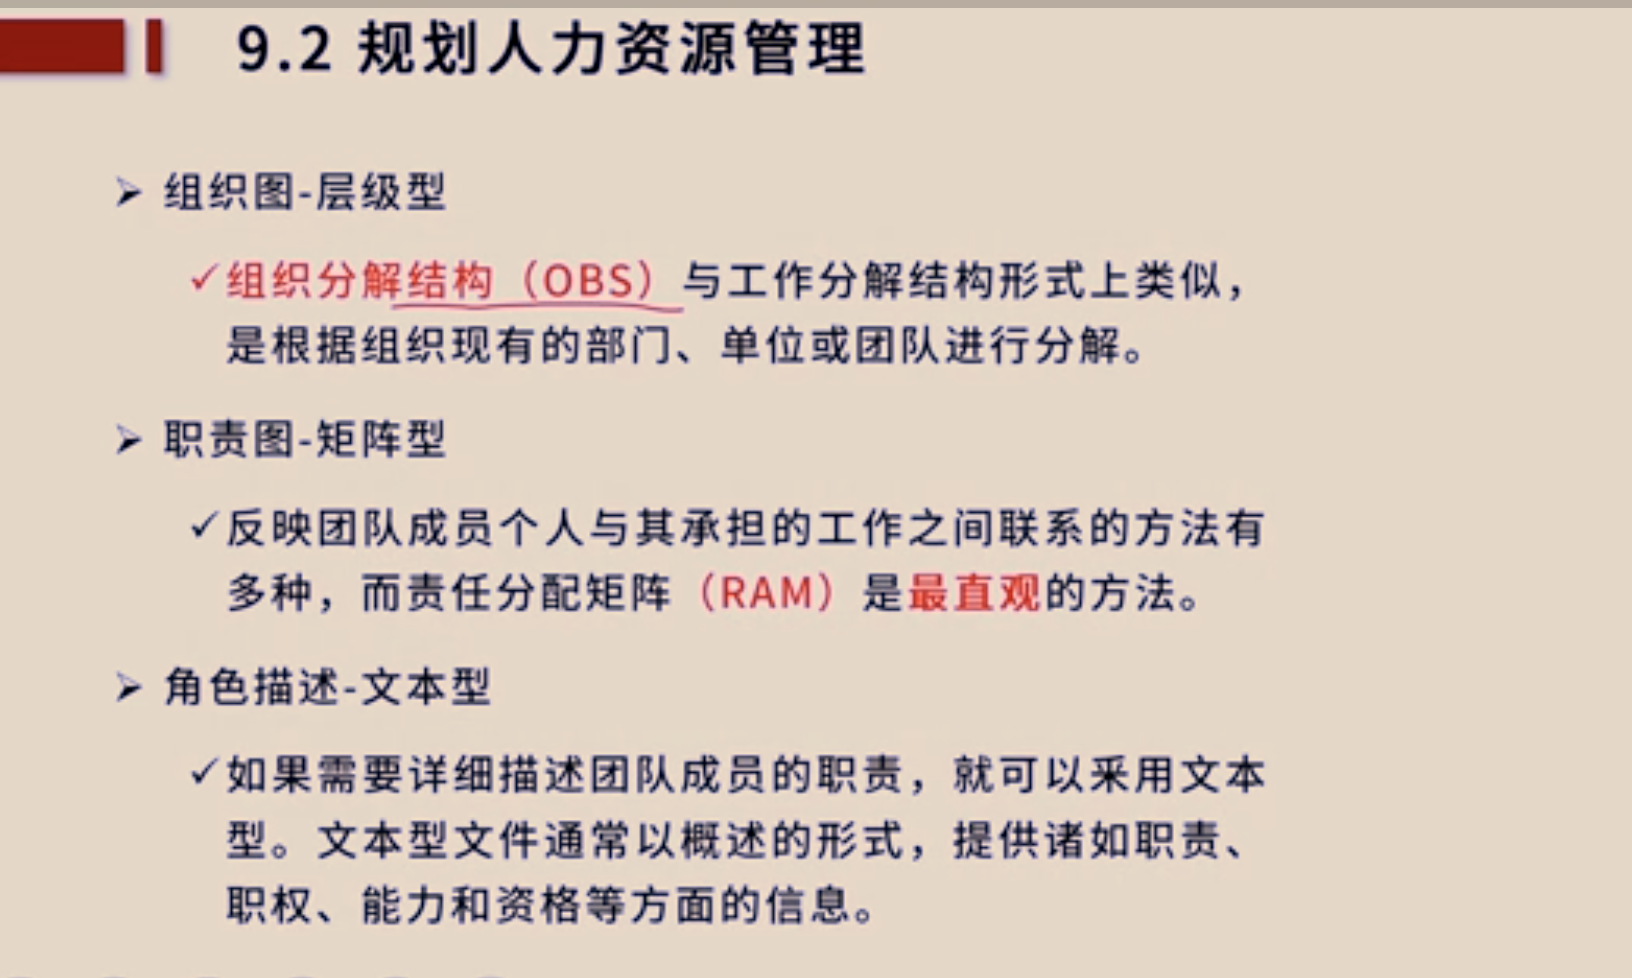 9.2 规划人力资源管理
➢ 组织图-层级型
✓组织分解结构（OBS）与工作分解结构形式上类似，
是根据组织现有的部门、单位或团队进行分解。
➢ 职责图-矩阵型
✓反映团队成员个人与其承担的工作之间联系的方法有
多种，而责任分配矩阵（RAM）是最直观的方法。
➢ 角色描述-文本型
✓如果需要详细描述团队成员的职责，就可以采用文本
型。文本型文件通常以概述的形式，提供诸如职责、
职权、能力和资格等方面的信息。